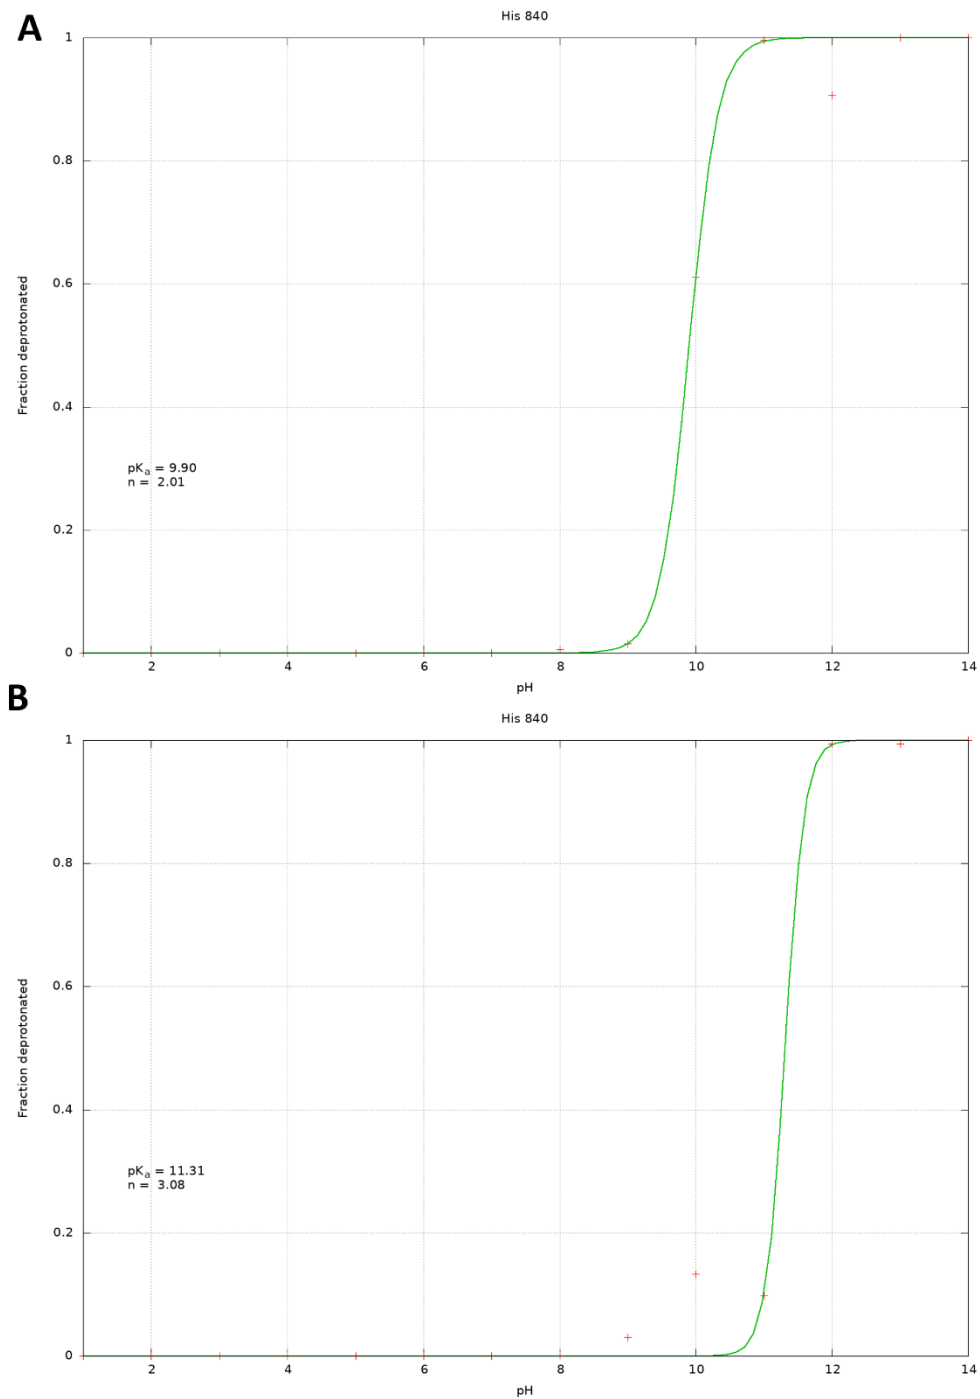 A
His 840
1
0.8
0.6
0.4
0.2
0
Fraction deprotonated
pKa = 9.90
n = 2.01
2
4
6
8
10
12
14
pH
B
His 840
1
0.8
0.6
0.4
0.2
0
Fraction deprotonated
pKa = 11.31
n = 3.08
2
4
6
8
10
12
14
pH